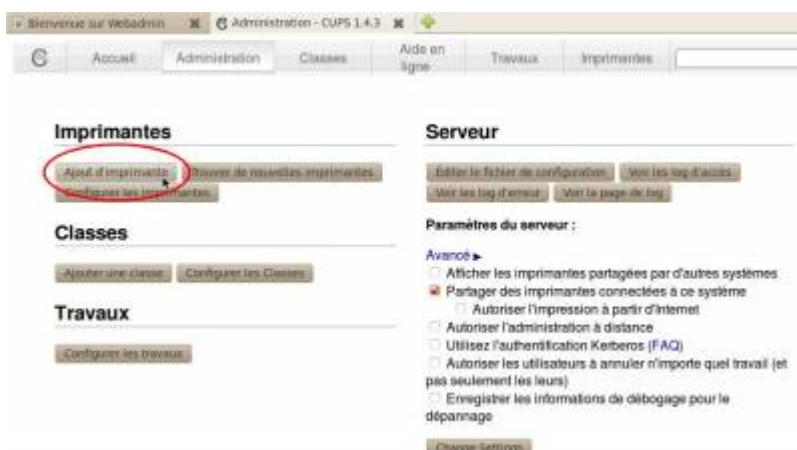 Bienvenue sur Webadmin
Administration - CUPS 1.4.3
Accueil
Administration
Classes
Aide en
ligne
Travaux
Imprimantes
Imprimantes
Ajout d'imprimante
Trouver de nouvelles imprimantes
Configurer les imprimantes
Classes
Ajouter une classe
Configurer les Classes
Travaux
Configurer les travaux
Serveur
Editer le fichier de configuration
Voir les log d'accès
Voir les log d'erreur
Voir la page de log
Paramètres du serveur :
Avancé ▸
Afficher les imprimantes partagées par d'autres systèmes
Partager des imprimantes connectées à ce système
Autoriser l'impression à partir d'Internet
Autoriser l'administration à distance
Utilisez l'authentification Kerberos (FAQ)
Autoriser les utilisateurs à annuler n'importe quel travail (et
pas seulement les leurs)
Enregistrer les informations de débogage pour le
dépannage
Change Settings